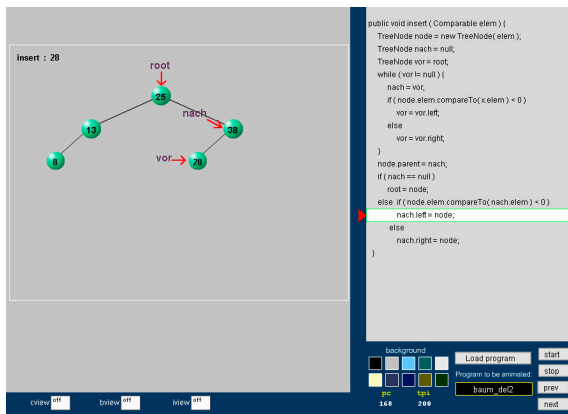 insert : 28
root
25
nach
13
38
vor
8
28
public void insert ( Comparable elem ) {
TreeNode node = new TreeNode( elem );
TreeNode nach = null;
TreeNode vor = root;
while ( vor != null ) {
nach = vor;
if ( node.elem.compareTo( x.elem ) < 0 )
vor = vor.left;
else
vor = vor.right;
}
node.parent = nach;
if ( nach == null )
root = node;
else if ( node.elem.compareTo( nach.elem ) < 0 )
nach.left = node;
else
nach.right = node;
}
background
pc tpi
168 200
Load program
Program to be animated:
baum_del2
start
stop
prev
next
cview off bview off iview off